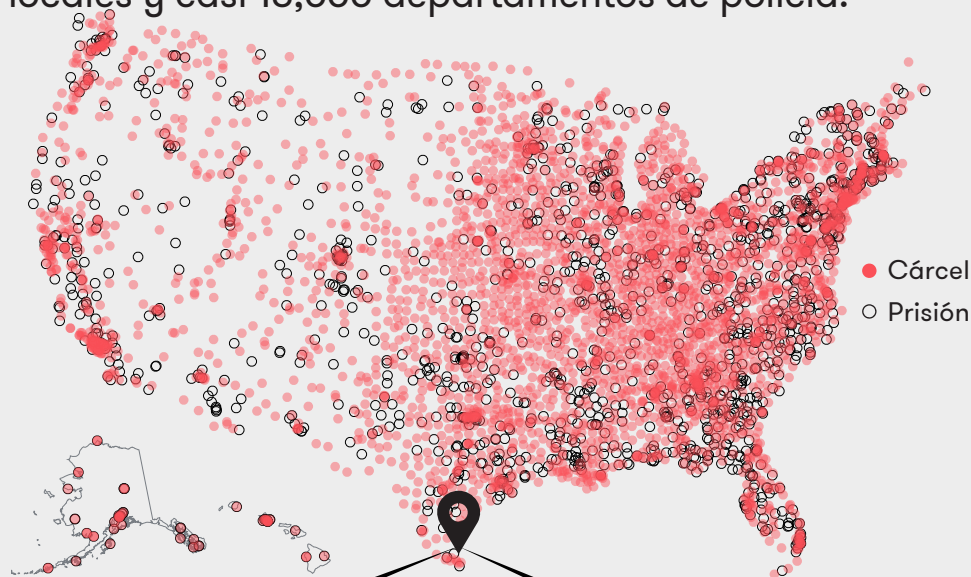 locales y casi 18,000 departamentos de policía.
Cárcel
Prisión